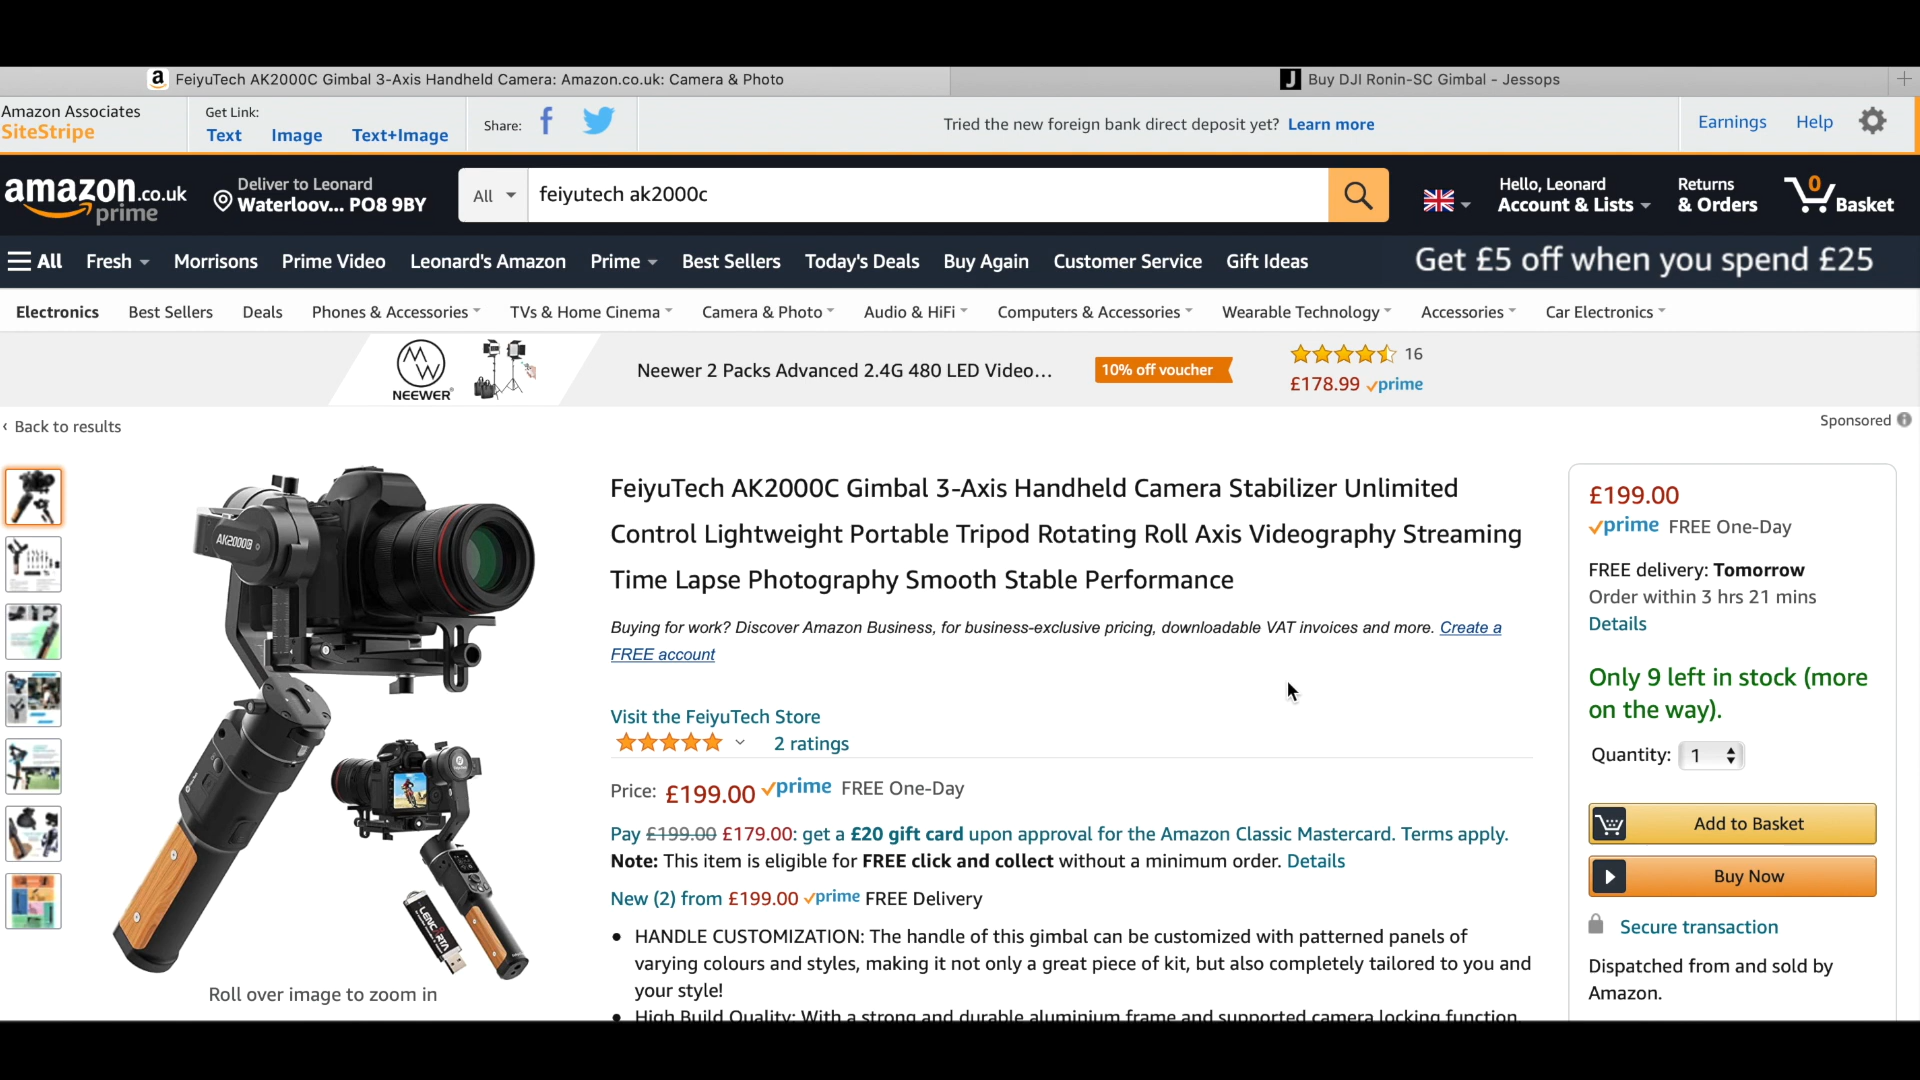 FeiyuTech AK2000C Gimbal 3-Axis Handheld Camera: Amazon.co.uk: Camera & Photo
Buy DJI Ronin-SC Gimbal - Jessops
Amazon Associates
SiteStripe
Get Link:
Text Image Text+Image
Share:
Tried the new foreign bank direct deposit yet? Learn more
Earnings Help
amazon.co.uk
prime
Deliver to Leonard
Waterloov... PO8 9BY
All
feiyutech ak2000c
Hello, Leonard
Account & Lists
Returns
& Orders
0
Basket
All Fresh Morrisons Prime Video Leonard's Amazon Prime Best Sellers Today's Deals Buy Again Customer Service Gift Ideas
Get £5 off when you spend £25
Electronics Best Sellers Deals Phones & Accessories TVs & Home Cinema Camera & Photo Audio & HiFi Computers & Accessories Wearable Technology Accessories Car Electronics
NEEWER
Neewer 2 Packs Advanced 2.4G 480 LED Video...
10% off voucher
16
£178.99 prime
‹ Back to results
Sponsored
AK2000C
LENCARTA
Roll over image to zoom in
FeiyuTech AK2000C Gimbal 3-Axis Handheld Camera Stabilizer Unlimited
Control Lightweight Portable Tripod Rotating Roll Axis Videography Streaming
Time Lapse Photography Smooth Stable Performance
Buying for work? Discover Amazon Business, for business-exclusive pricing, downloadable VAT invoices and more. Create a
FREE account
Visit the FeiyuTech Store
2 ratings
Price: £199.00 prime FREE One-Day
Pay £199.00 £179.00: get a £20 gift card upon approval for the Amazon Classic Mastercard. Terms apply.
Note: This item is eligible for FREE click and collect without a minimum order. Details
New (2) from £199.00 prime FREE Delivery
• HANDLE CUSTOMIZATION: The handle of this gimbal can be customized with patterned panels of
varying colours and styles, making it not only a great piece of kit, but also completely tailored to you and
your style!
• High Build Quality: With a strong and durable aluminium frame and supported camera locking function,
£199.00
prime FREE One-Day
FREE delivery: Tomorrow
Order within 3 hrs 21 mins
Details
Only 9 left in stock (more
on the way).
Quantity: 1
Add to Basket
Buy Now
Secure transaction
Dispatched from and sold by
Amazon.